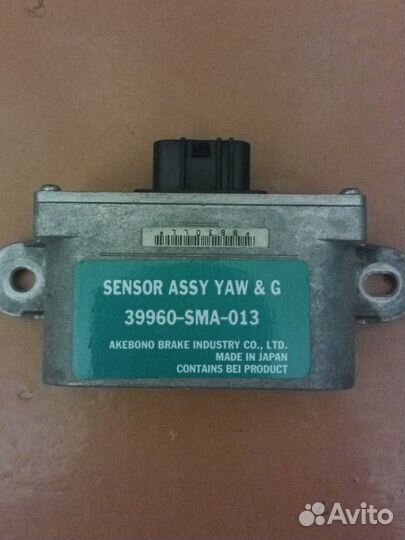 SENSOR ASSY YAW & G
39960-SMA-013
AKEBONO BRAKE INDUSTRY CO., LTD.
MADE IN JAPAN
CONTAINS BEI PRODUCT
Avito